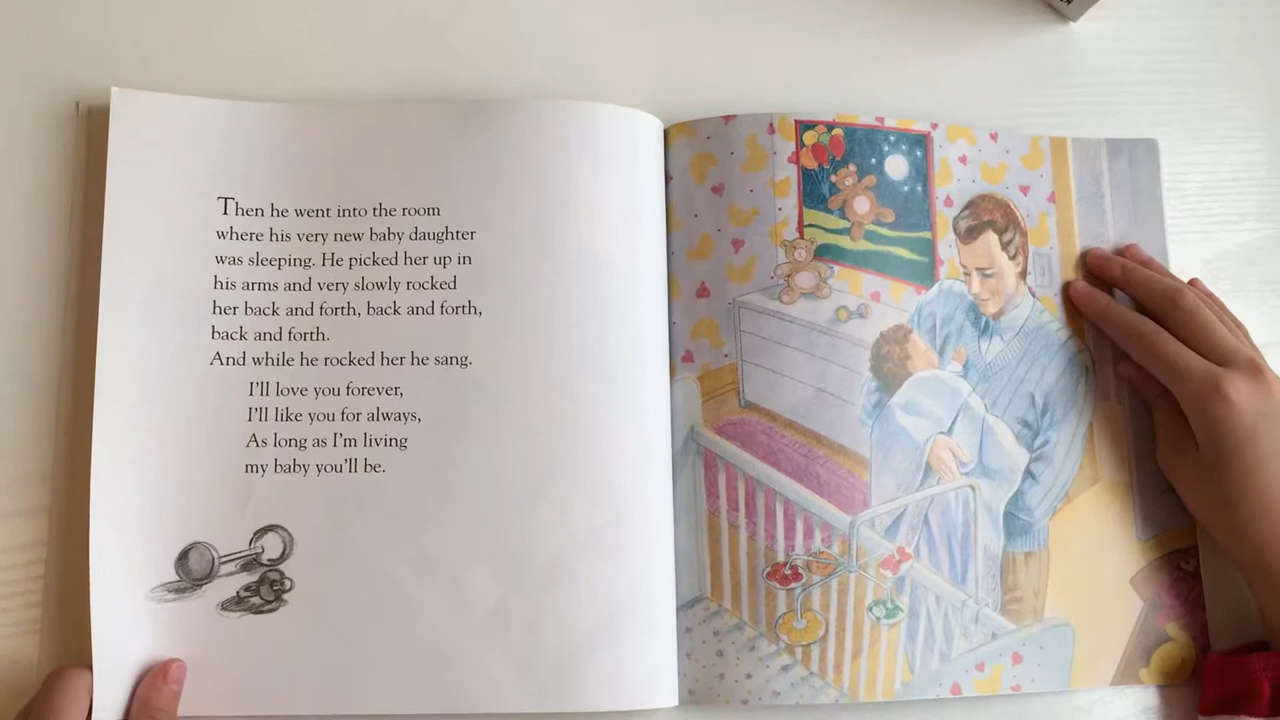 Then he went into the room
where his very new baby daughter
was sleeping. He picked her up in
his arms and very slowly rocked
her back and forth, back and forth,
back and forth.
And while he rocked her he sang.
I'll love you forever,
I'll like you for always,
As long as I'm living
my baby you'll be.